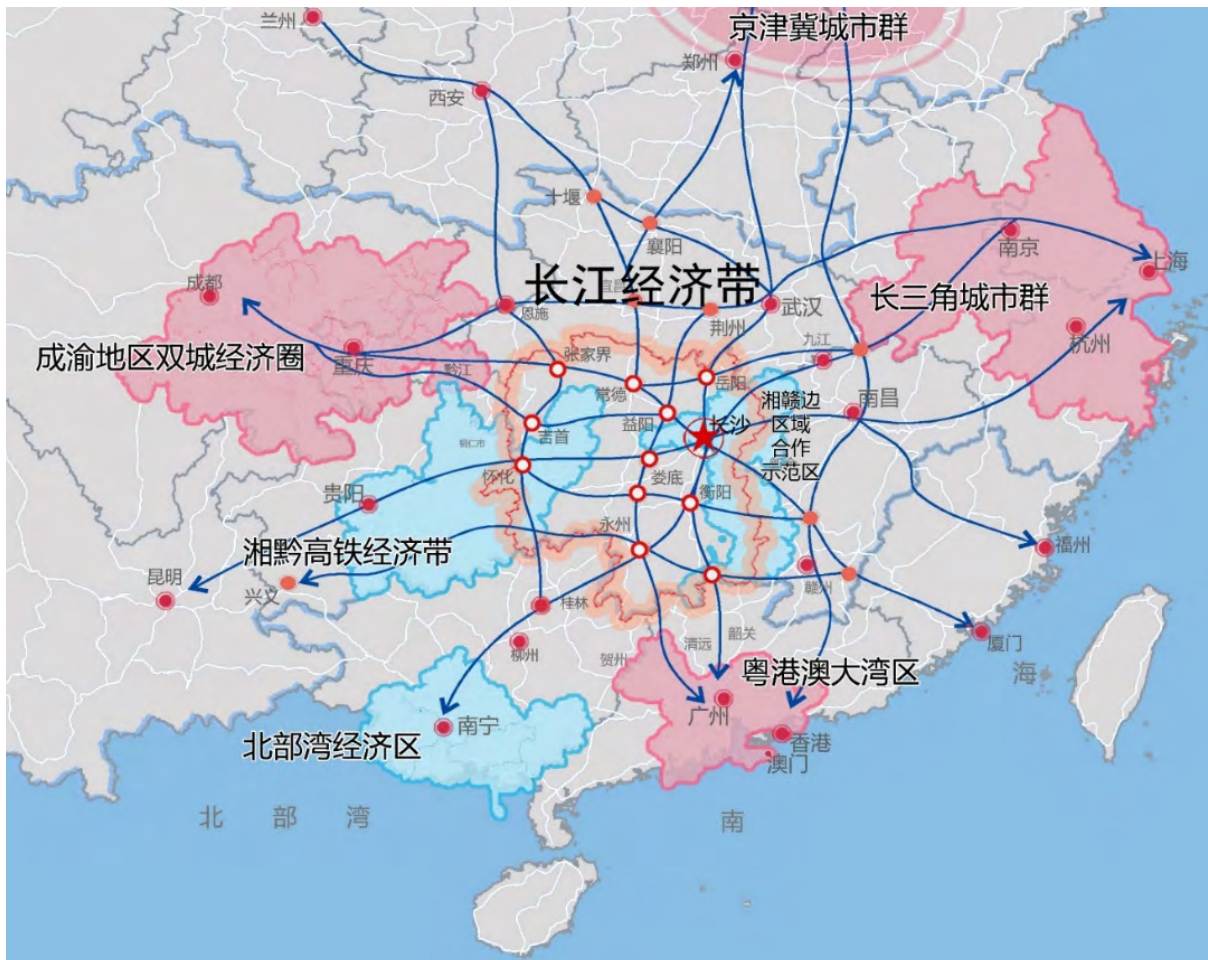 兰州
京津冀城市群
郑州
西安
十堰
襄阳
南京
上海
成都
长江经济带
恩施
荆州
武汉
长三角城市群
九江
杭州
成渝地区双城经济圈
重庆
黔江
张家界
常德
岳阳
湘赣边
区域
合作
示范区
南昌
益阳
长沙
吉首
铜仁市
怀化
娄底
贵阳
衡阳
永州
湘黔高铁经济带
福州
昆明
兴义
桂林
赣州
柳州
贺州
清远
韶关
厦门
海
粤港澳大湾区
广州
南宁
北部湾经济区
香港
澳门
北部湾
南